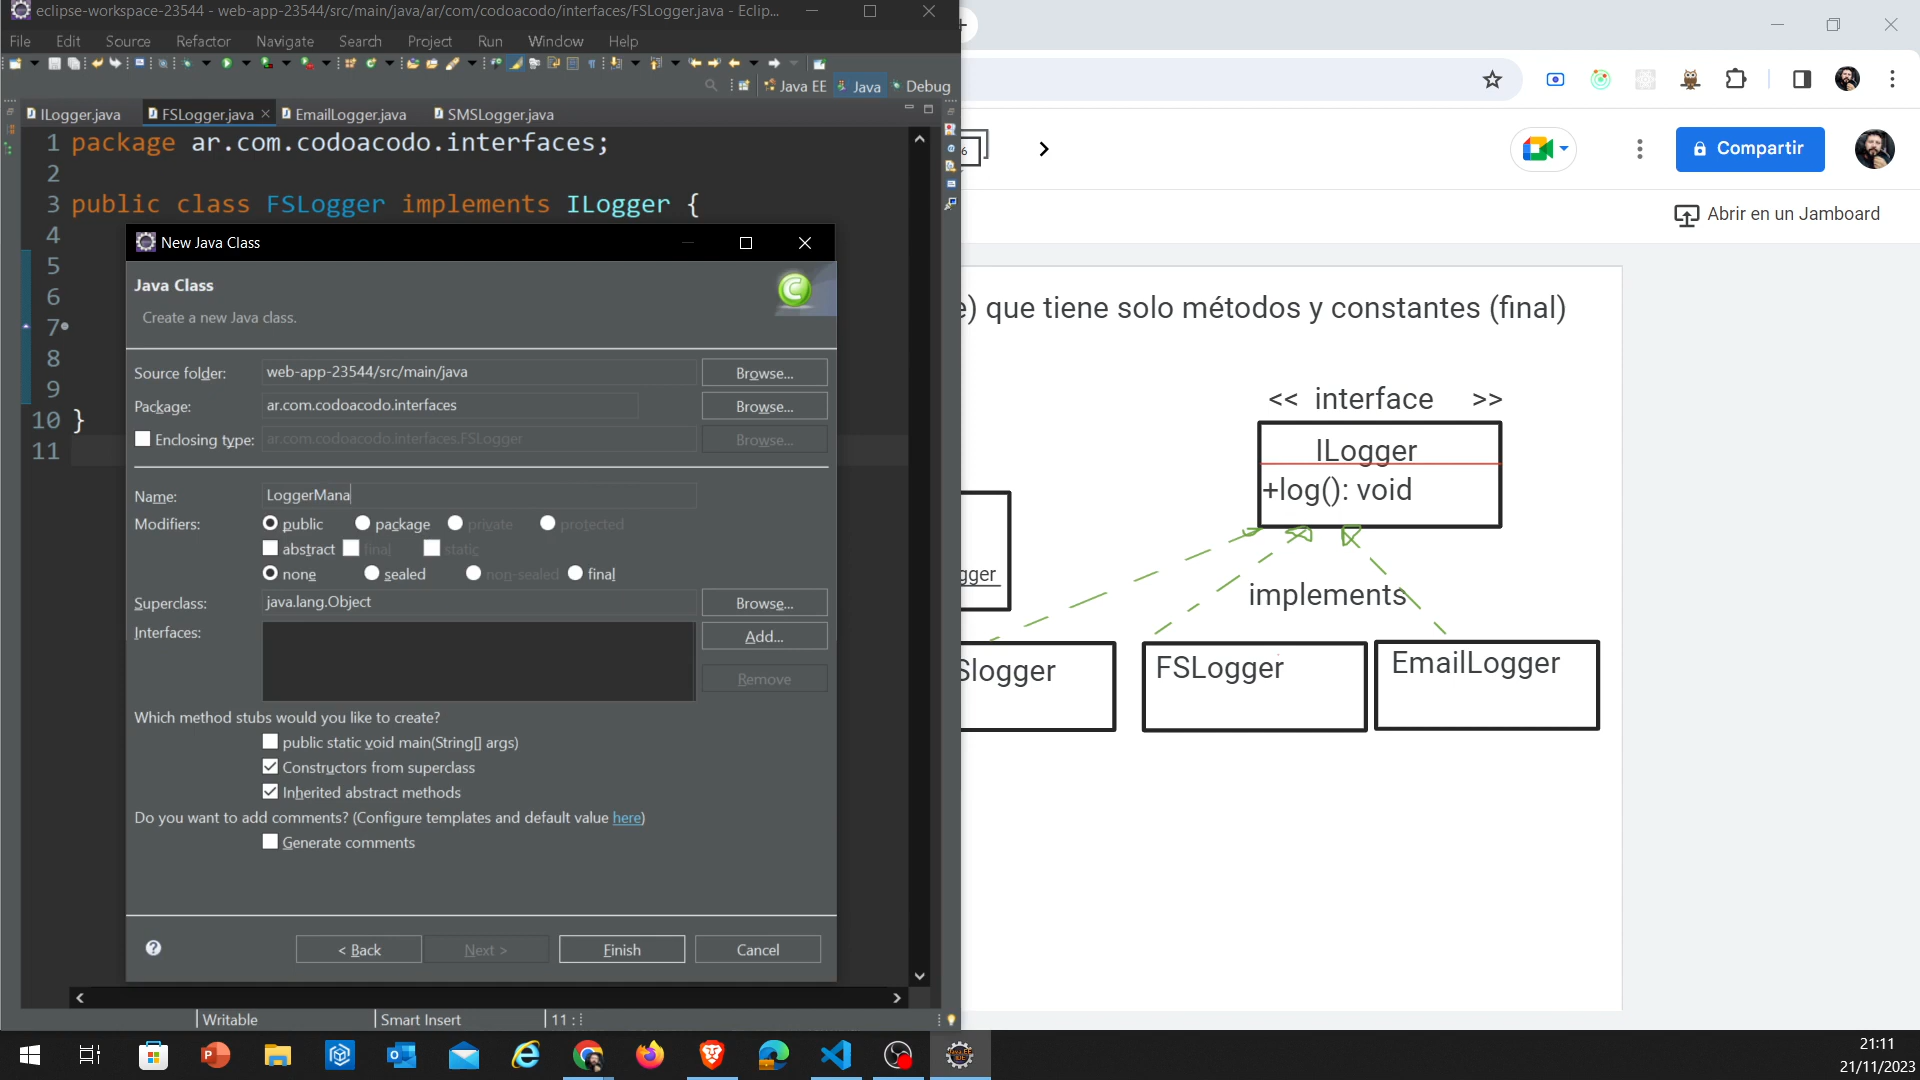 eclipse-workspace-23544 - web-app-23544/src/main/java/ar/com/codoacodo/interfaces/FSLogger.java - Eclip...
File Edit Source Refactor Navigate Search Project Run Window Help
Java EE Java Debug
ILogger.java FSLogger.java EmailLogger.java SMSLogger.java
1 package ar.com.codoacodo.interfaces;
2
3 public class FSLogger implements ILogger {
4
5
6
7
8
9
10 }
11
New Java Class
Java Class
Create a new Java class.
Source folder: web-app-23544/src/main/java Browse...
Package: ar.com.codoacodo.interfaces Browse...
Enclosing type: ar.com.codoacodo.interfaces.FSLogger Browse...
Name: LoggerMana
Modifiers: public package private protected
abstract final static
none sealed non-sealed final
Superclass: java.lang.Object Browse...
Interfaces: Add...
Remove
Which method stubs would you like to create?
public static void main(String[] args)
Constructors from superclass
Inherited abstract methods
Do you want to add comments? (Configure templates and default value here)
Generate comments
< Back Next > Finish Cancel
Writable Smart Insert 11 :
6
Compartir
Abrir en un Jamboard
e) que tiene solo métodos y constantes (final)
<< interface >>
ILogger
+log(): void
gger
implements
Slogger
FSLogger
EmailLogger
21:11
21/11/2023